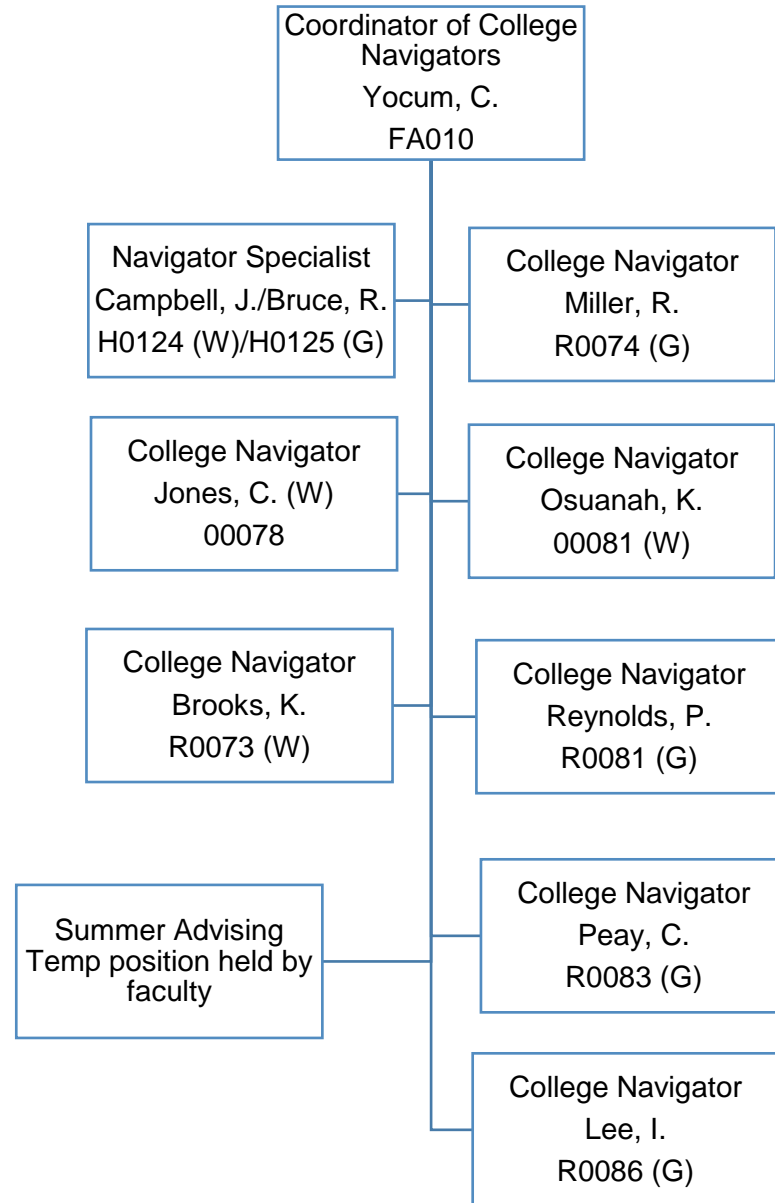 Coordinator of College
Navigators
Yocum, C.
FA010
Navigator Specialist
Campbell, J./Bruce, R.
H0124 (W)/H0125 (G)
College Navigator
Miller, R.
R0074 (G)
College Navigator
Jones, C. (W)
00078
College Navigator
Osuanah, K.
00081 (W)
College Navigator
Brooks, K.
R0073 (W)
College Navigator
Reynolds, P.
R0081 (G)
Summer Advising
Temp position held by
faculty
College Navigator
Peay, C.
R0083 (G)
College Navigator
Lee, I.
R0086 (G)